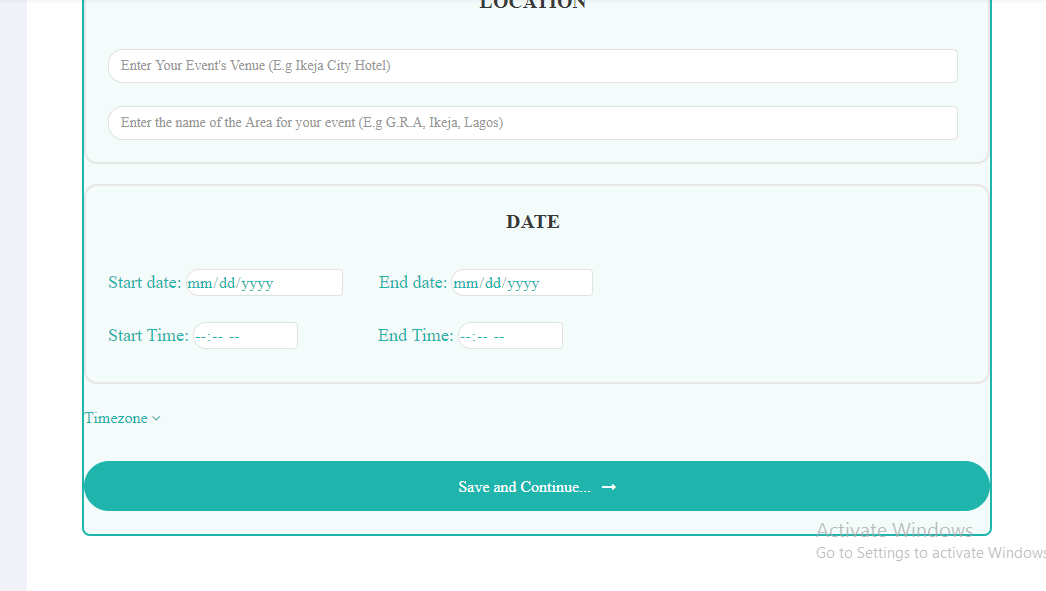 LOCATION
Enter Your Event's Venue (E.g Ikeja City Hotel)
Enter the name of the Area for your event (E.g G.R.A, Ikeja, Lagos)
DATE
Start date: mm/dd/yyyy End date: mm/dd/yyyy
Start Time: --:-- -- End Time: --:-- --
Timezone
Save and Continue... →
Activate Windows
Go to Settings to activate Windows